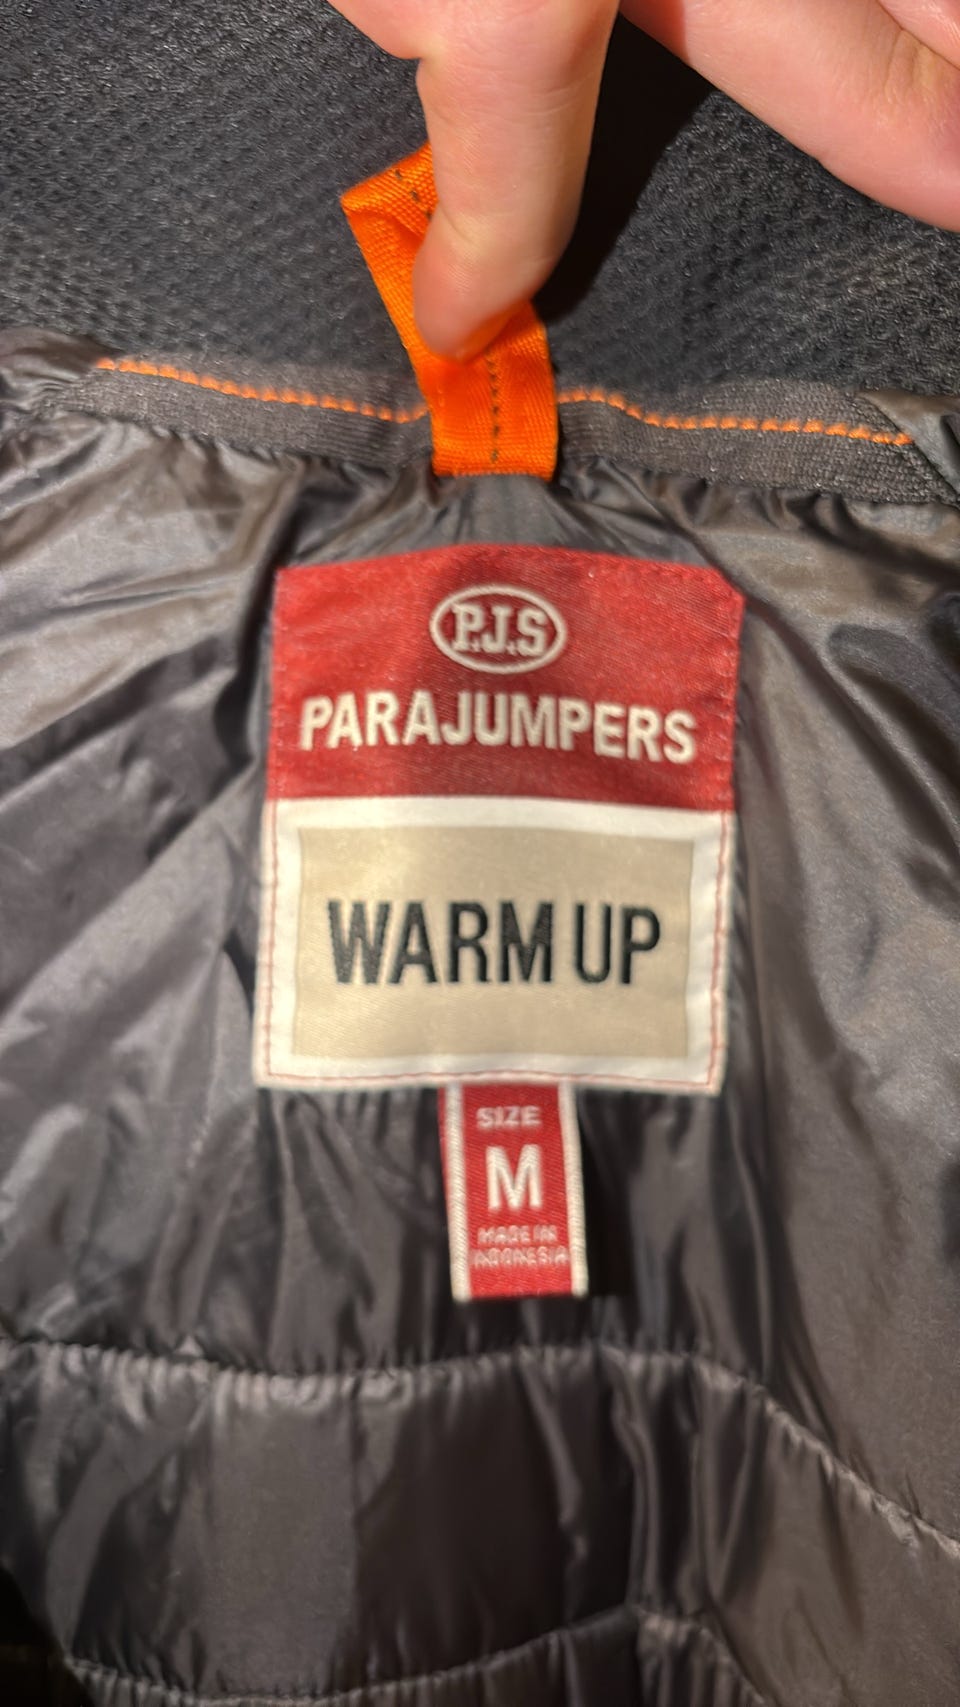 P.J.S
PARAJUMPERS
WARM UP
SIZE
M
MADE IN
INDONESIA